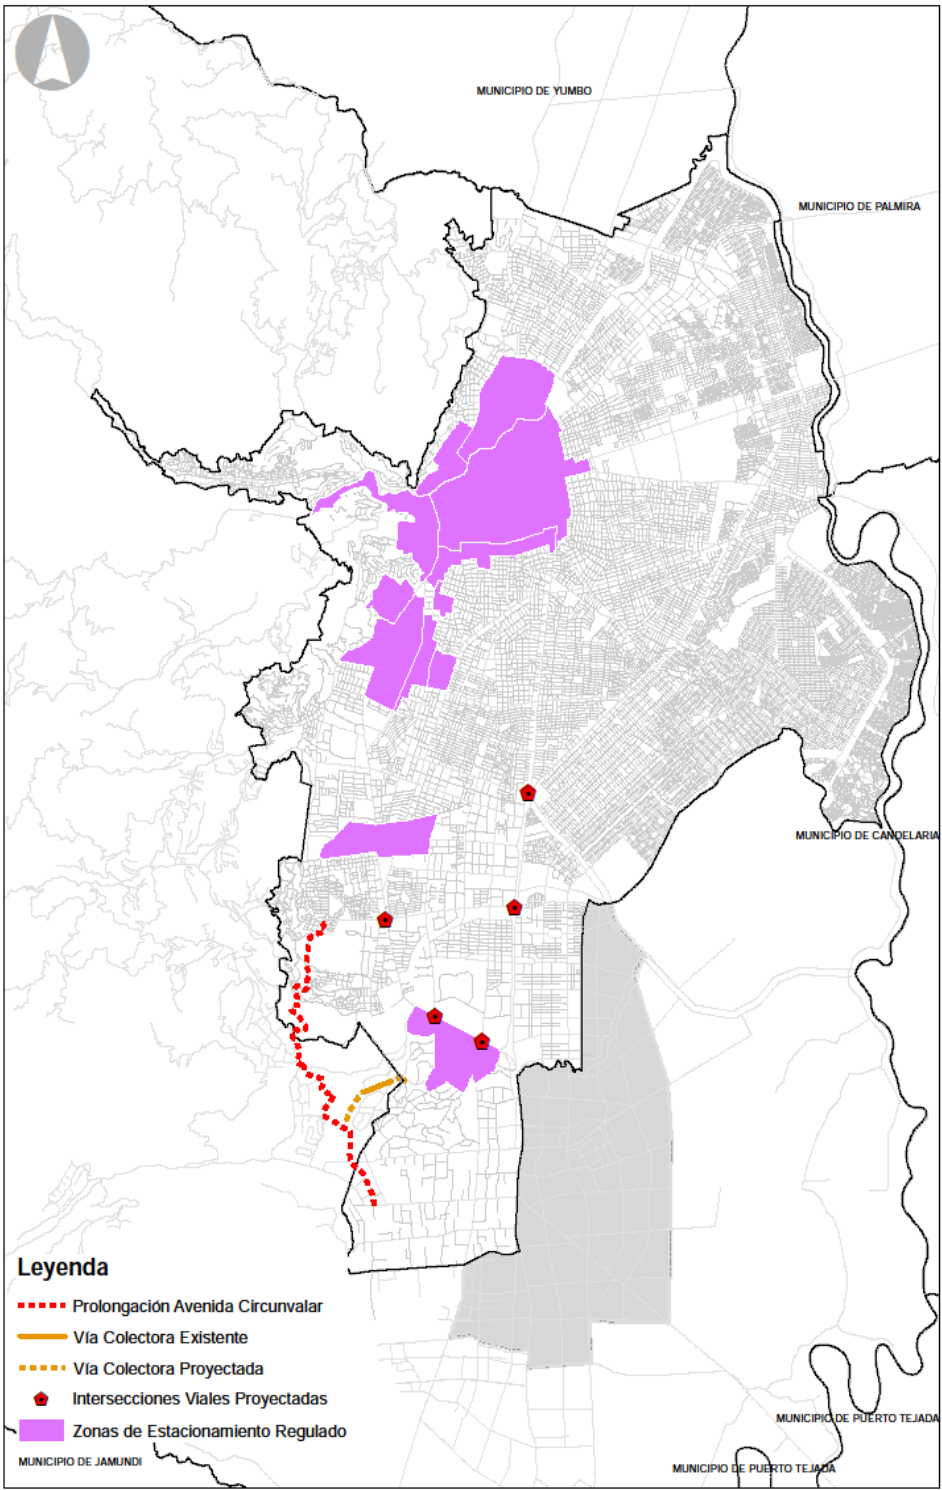 MUNICIPIO DE YUMBO
MUNICIPIO DE PALMIRA
MUNICIPIO DE CANDELARIA
Leyenda
Prolongación Avenida Circunvalar
Vía Colectora Existente
Vía Colectora Proyectada
Intersecciones Viales Proyectadas
Zonas de Estacionamiento Regulado
MUNICIPIO DE PUERTO TEJADA
MUNICIPIO DE JAMUNDI
MUNICIPIO DE PUERTO TEJADA